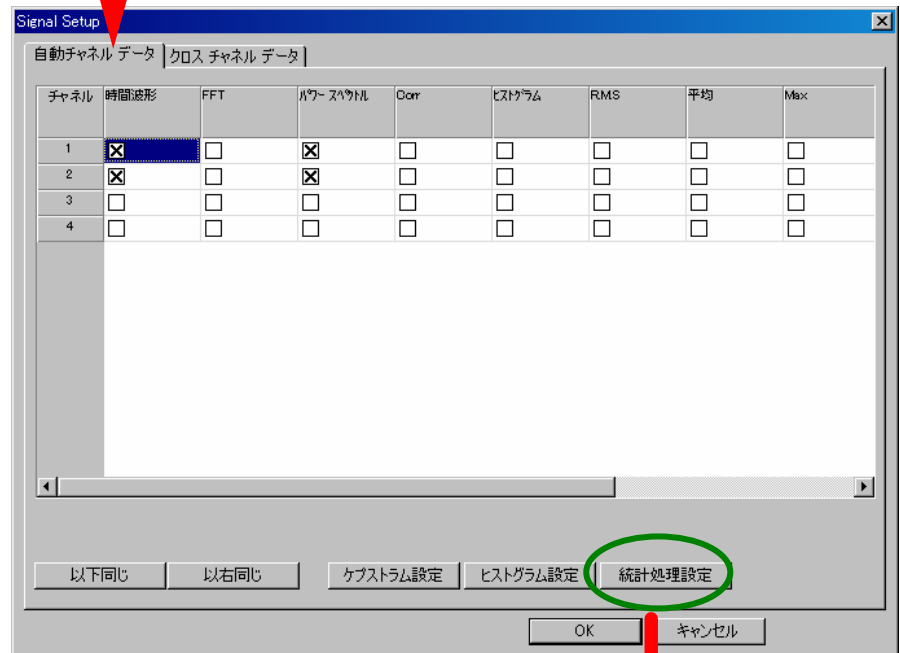 Signal Setup
自動チャネル データ クロス チャネル データ
チャネル 時間波形 FFT パワー スペクトル Corr ヒストグラム RMS 平均 Max
1
2
3
4
以下同じ 以右同じ ケプストラム設定 ヒストグラム設定 統計処理設定
OK キャンセル